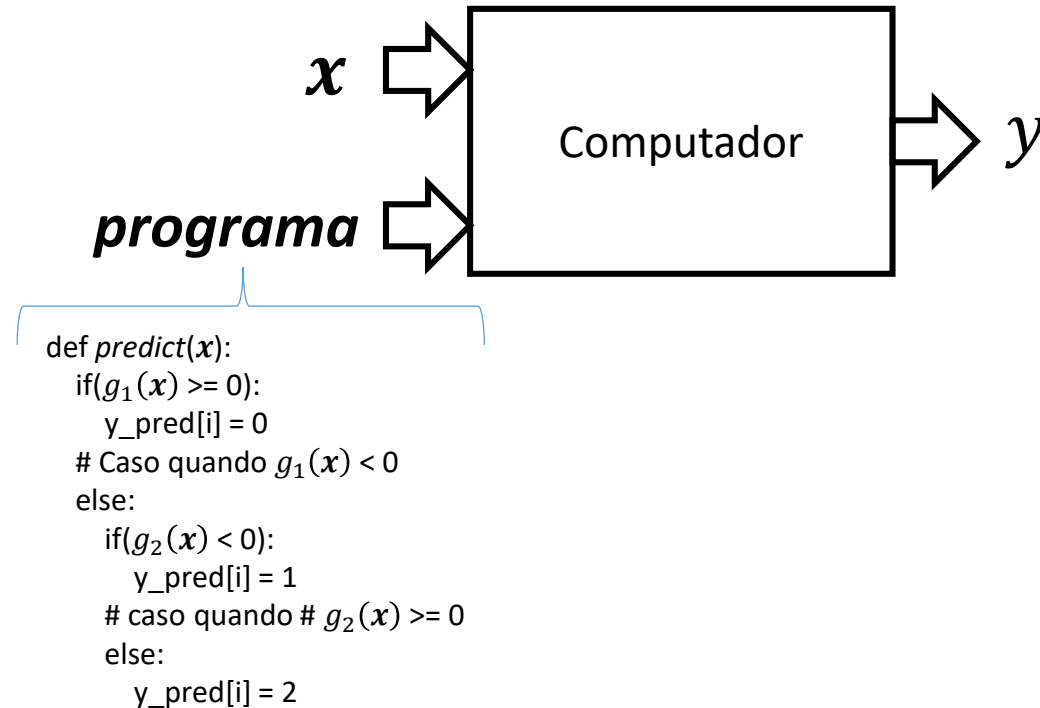 x
Computador
y
programa
def predict(x):
if(g₁(x) >= 0):
y_pred[i] = 0
# Caso quando g₁(x) < 0
else:
if(g₂(x) < 0):
y_pred[i] = 1
# caso quando # g₂(x) >= 0
else:
y_pred[i] = 2